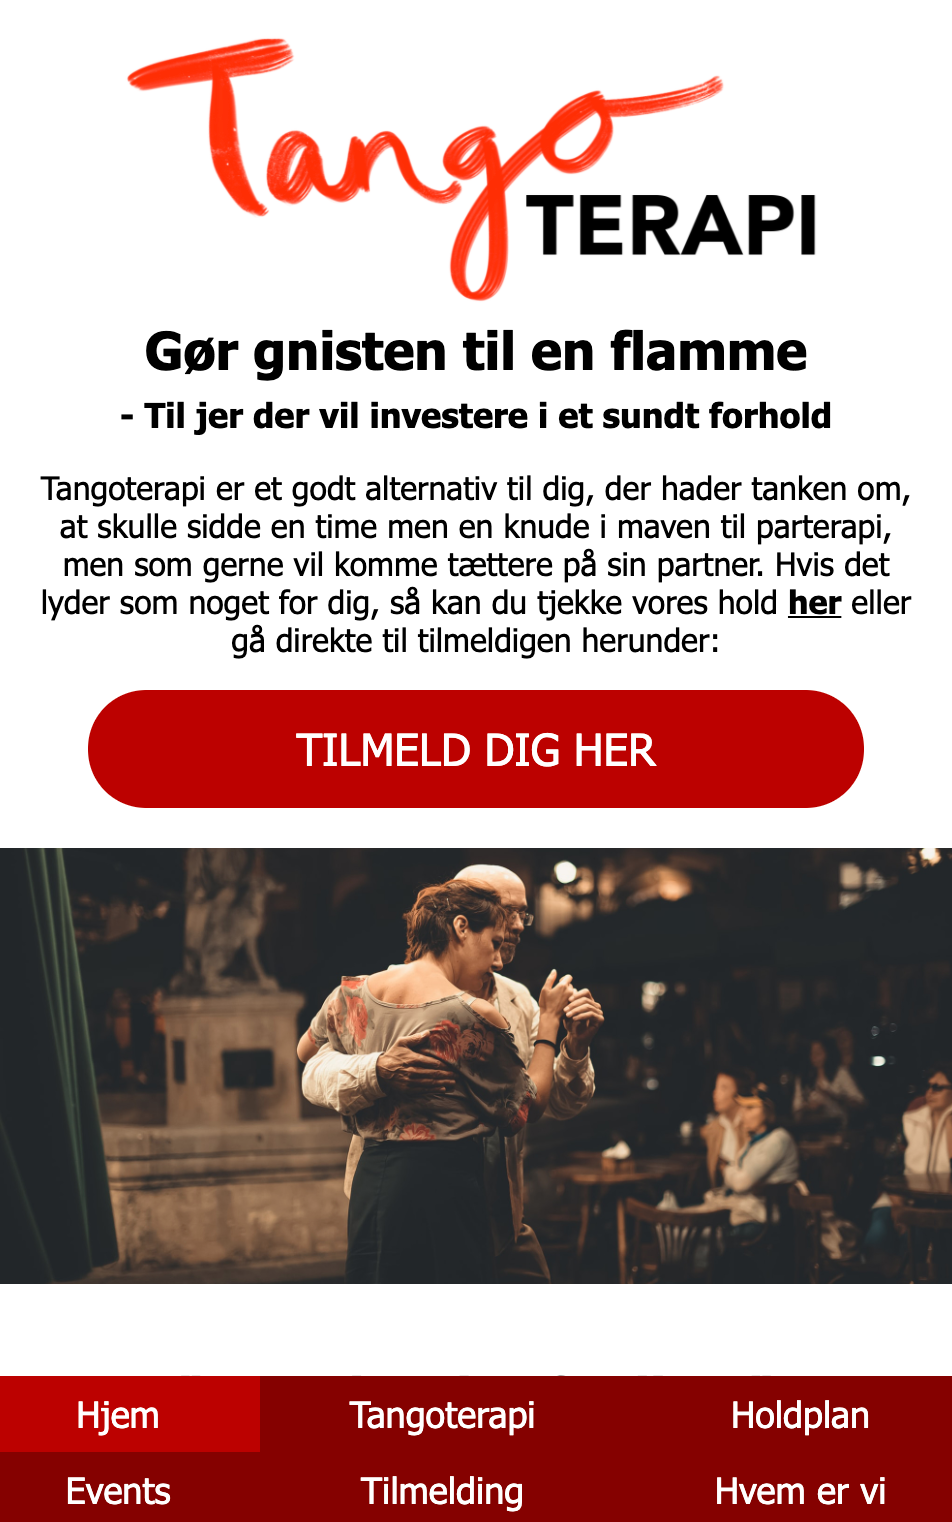 Tango
TERAPI
Gør gnisten til en flamme
- Til jer der vil investere i et sundt forhold
Tangoterapi er et godt alternativ til dig, der hader tanken om,
at skulle sidde en time men en knude i maven til parterapi,
men som gerne vil komme tættere på sin partner. Hvis det
lyder som noget for dig, så kan du tjekke vores hold her eller
gå direkte til tilmeldigen herunder:
TILMELD DIG HER
Hjem
Tangoterapi
Holdplan
Events
Tilmelding
Hvem er vi